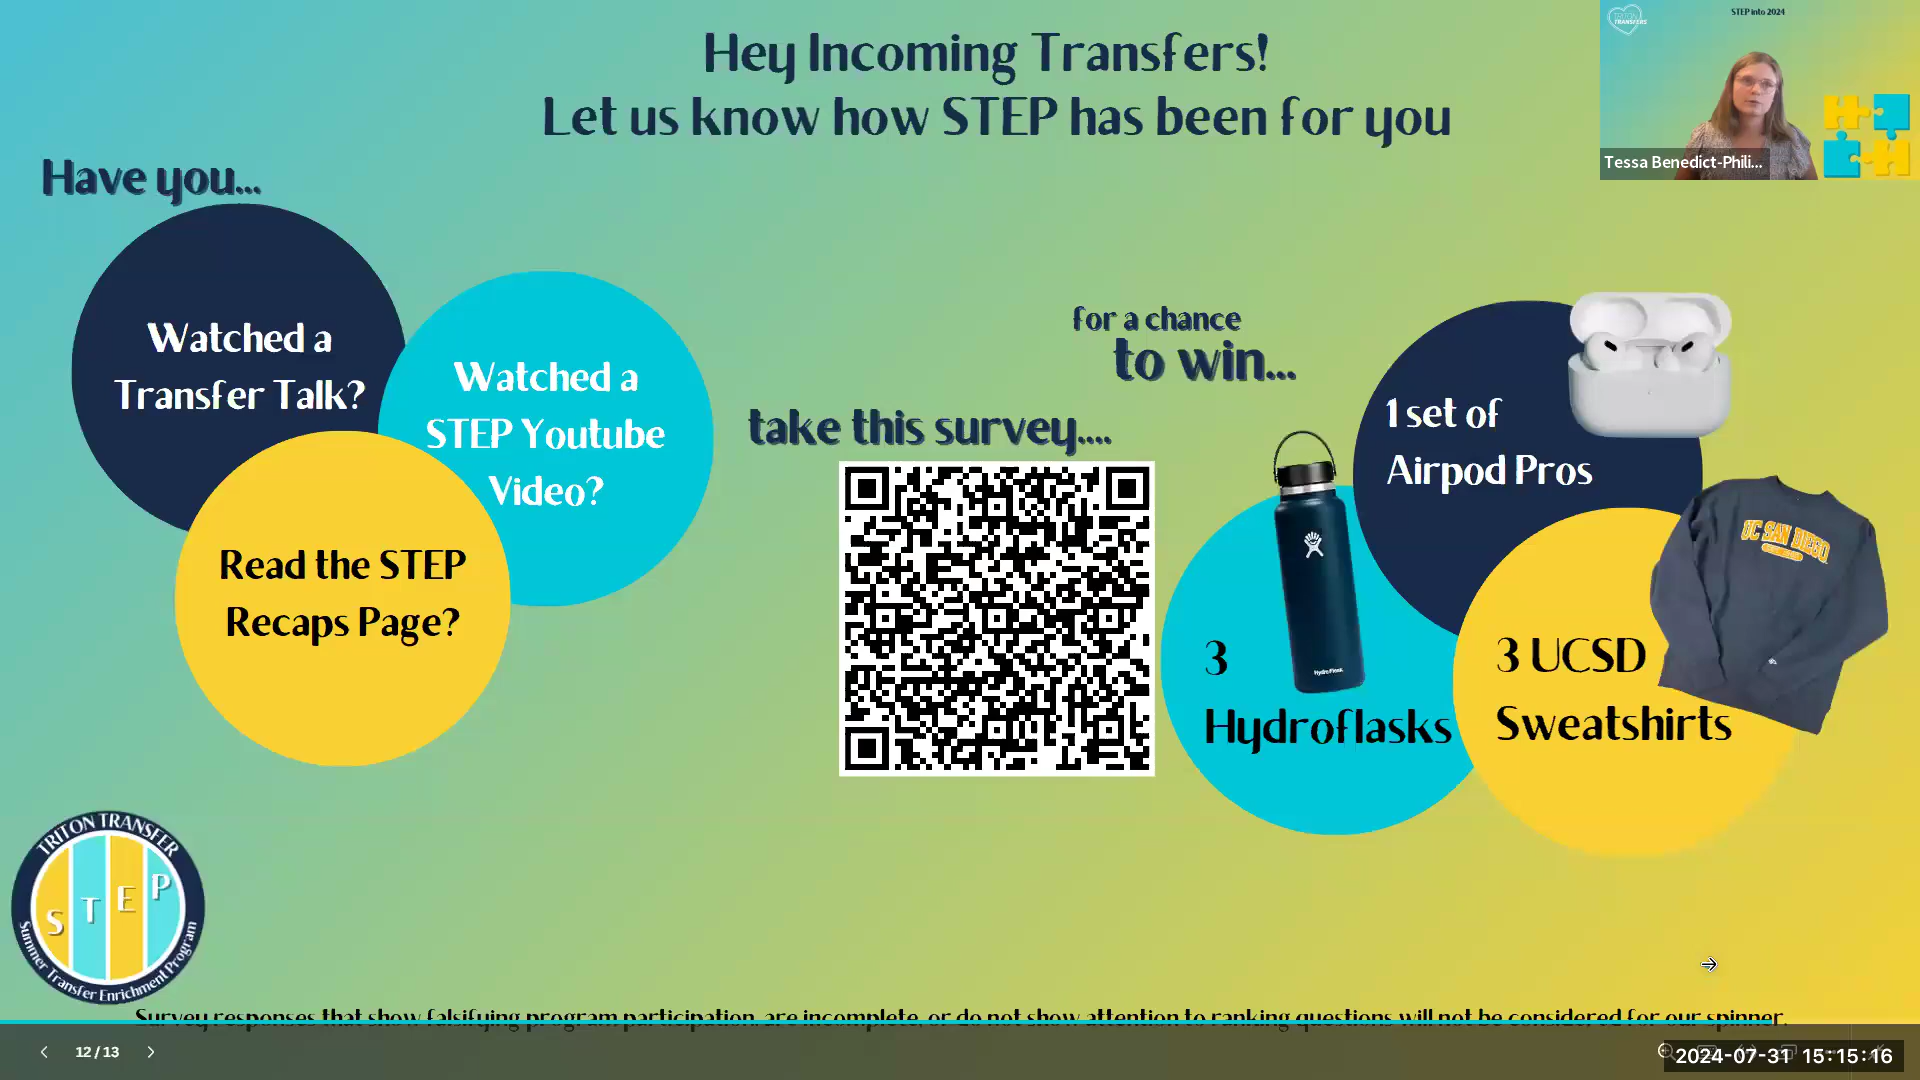 Hey Incoming Transfers!
Let us know how STEP has been for you
STEP into 2024
TRITON
TRANSFERS
Tessa Benedict-Phili...
Have you...
Watched a
Transfer Talk?
Watched a
STEP Youtube
Video?
Read the STEP
Recaps Page?
take this survey....
for a chance
to win...
1 set of
Airpod Pros
3
Hydroflasks
Hydro Flask
3 UCSD
Sweatshirts
UC SAN DIEGO
TRITON TRANSFER
STEP
Summer Transfer Enrichment Program
Survey responses that show falsifying program participation, are incomplete, or do not show attention to ranking questions will not be considered for our spinner.
12 / 13
2024-07-31 15:15:16